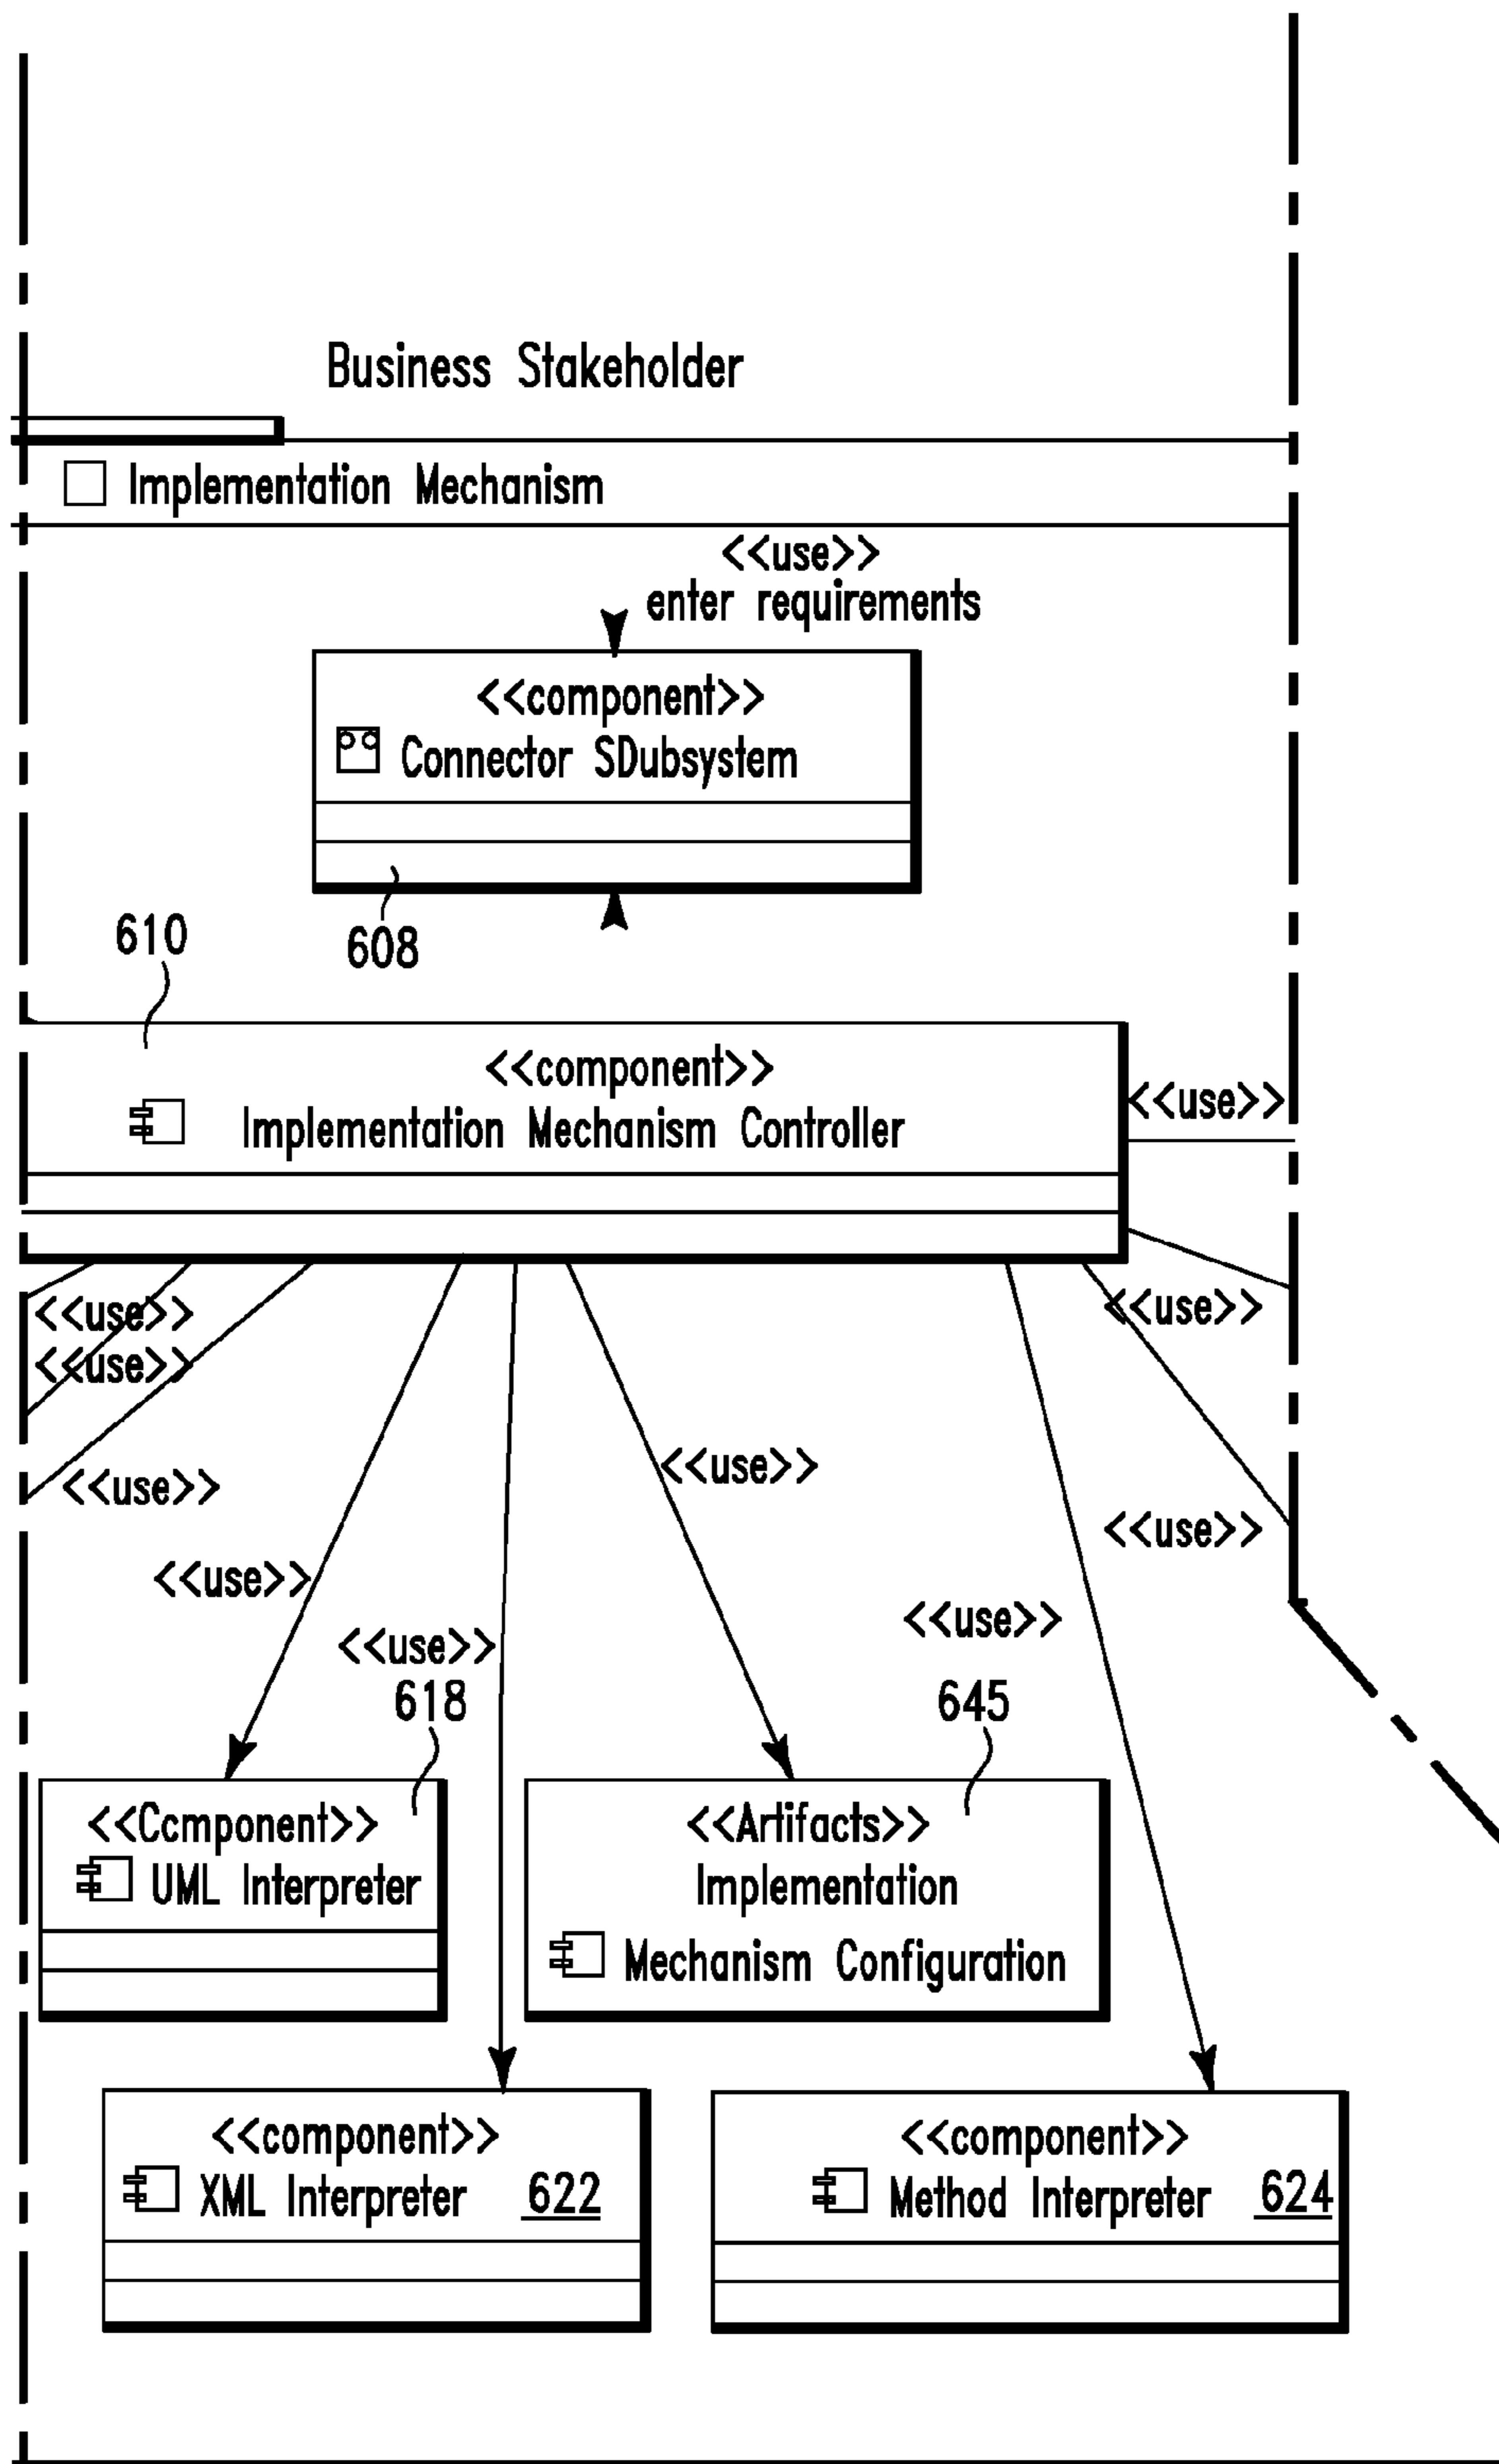 Business Stakeholder
Implementation Mechanism
<<use>>
enter requirements
<<component>>
Connector SDubsystem
610
608
<<component>>
Implementation Mechanism Controller
<<use>>
<<use>>
<<use>>
<<use>>
<<use>>
<<use>>
<<use>>
<<use>>
<<use>>
<<use>>
618
645
<<Ccmponent>>
UML Interpreter
<<Artifacts>>
Implementation
Mechanism Configuration
<<component>>
XML Interpreter 622
<<component>>
Method Interpreter 624